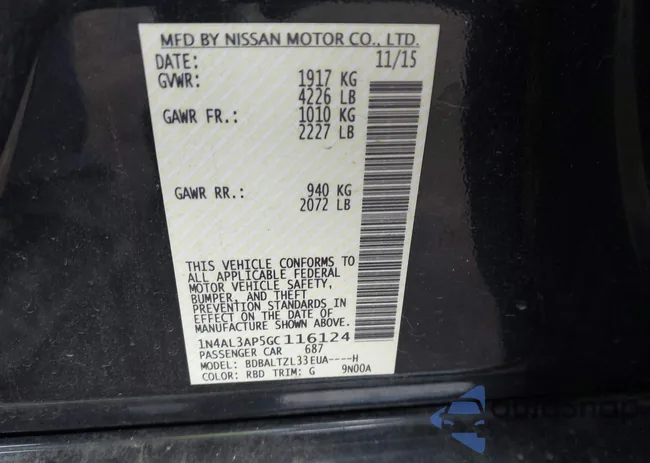 MFD BY NISSAN MOTOR CO., LTD.
DATE: 11/15
GVWR: 1917 KG
4226 LB
GAWR FR.: 1010 KG
2227 LB
GAWR RR.: 940 KG
2072 LB
THIS VEHICLE CONFORMS TO
ALL APPLICABLE FEDERAL
MOTOR VEHICLE SAFETY,
BUMPER, AND THEFT
PREVENTION STANDARDS IN
EFFECT ON THE DATE OF
MANUFACTURE SHOWN ABOVE.
1N4AL3AP5GC116124
PASSENGER CAR 687
MODEL: BDBALTZL33EUA----H
COLOR: RBD TRIM: G 9N00A